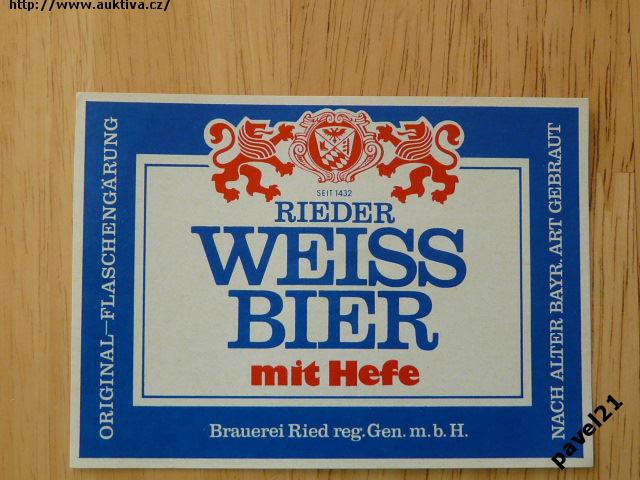 http://www.auktiva.cz/
SEIT 1432
RIEDER
WEISS
BIER
mit Hefe
ORIGINAL-FLASCHENGÄRUNG
NACH ALTER BAYR. ART GEBRAUT
Brauerei Ried reg. Gen. m. b. H.
pavel21